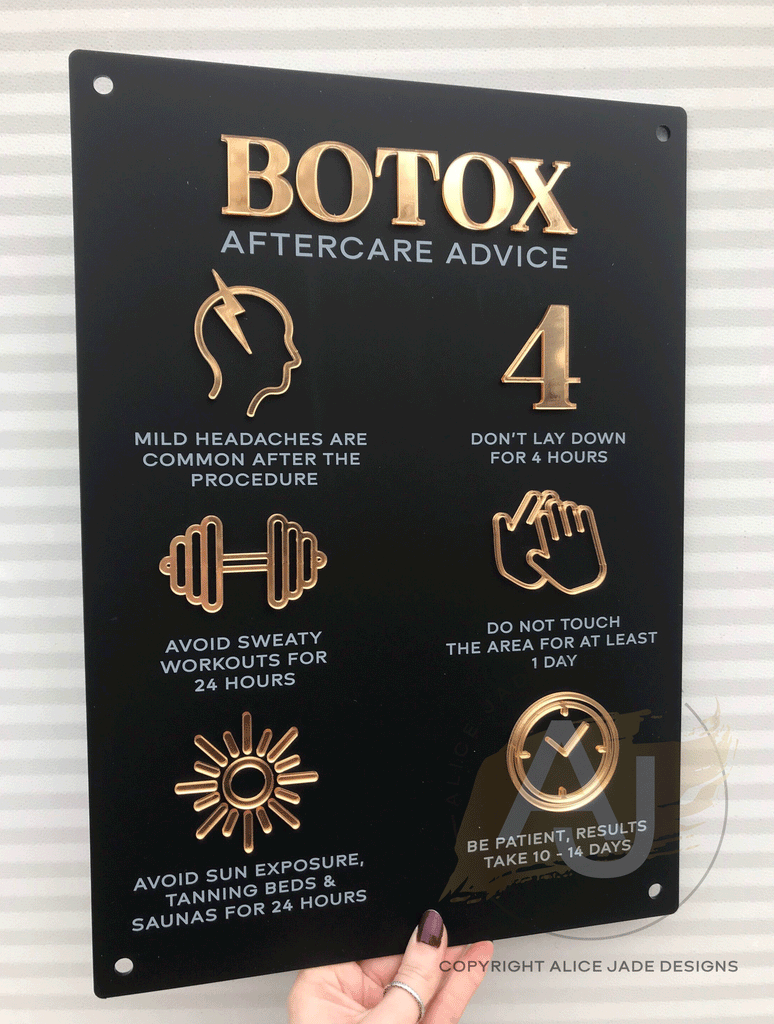 BOTOX
AFTERCARE ADVICE
4
MILD HEADACHES ARE
COMMON AFTER THE
PROCEDURE
DON'T LAY DOWN
FOR 4 HOURS
AVOID SWEATY
WORKOUTS FOR
24 HOURS
DO NOT TOUCH
THE AREA FOR AT LEAST
1 DAY
AVOID SUN EXPOSURE,
TANNING BEDS &
SAUNAS FOR 24 HOURS
BE PATIENT, RESULTS
TAKE 10 - 14 DAYS
AJ
COPYRIGHT ALICE JADE DESIGNS